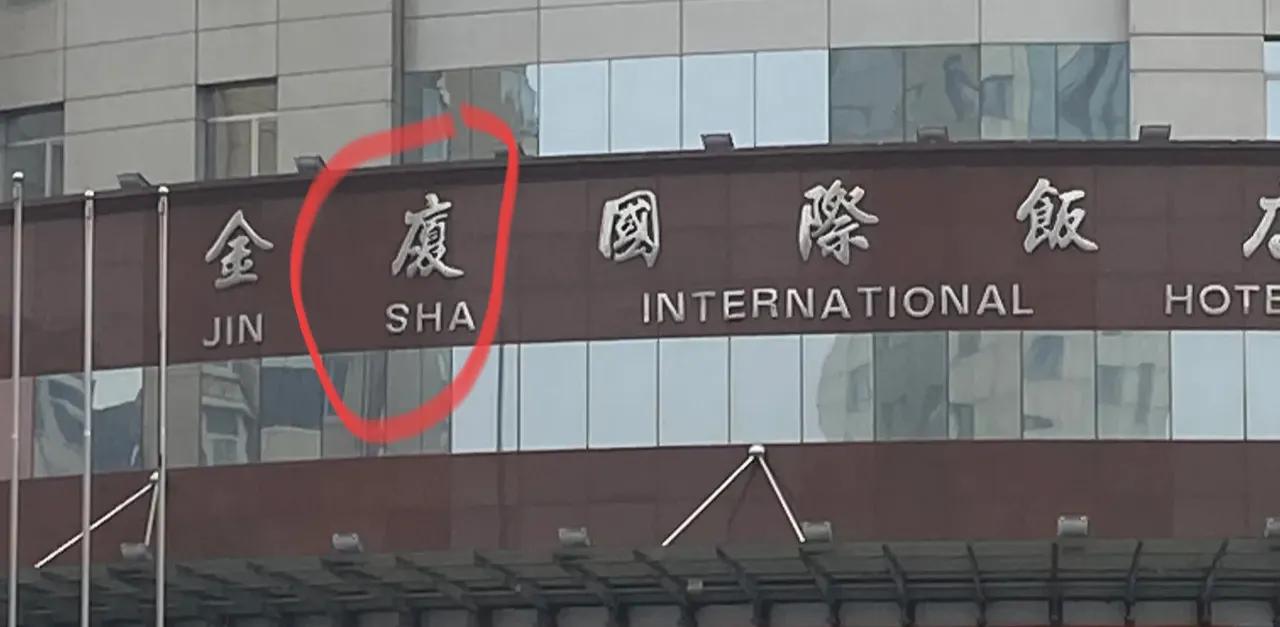 金廈國際飯
JIN SHA INTERNATIONAL HOTE